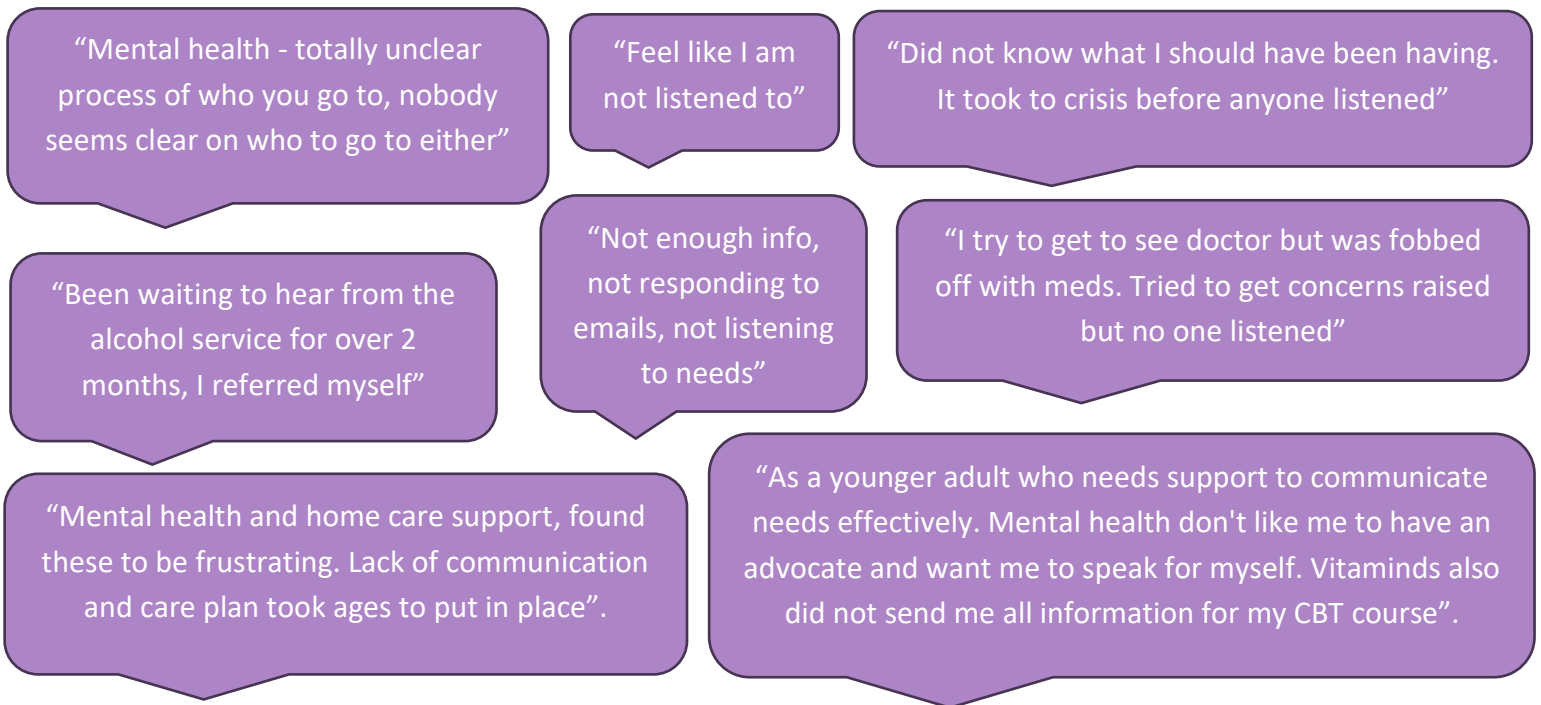 “Mental health - totally unclear
process of who you go to, nobody
seems clear on who to go to either”
“Feel like I am
not listened to”
“Did not know what I should have been having.
It took to crisis before anyone listened”
“Been waiting to hear from the
alcohol service for over 2
months, I referred myself”
“Not enough info,
not responding to
emails, not listening
to needs”
“I try to get to see doctor but was fobbed
off with meds. Tried to get concerns raised
but no one listened”
“Mental health and home care support, found
these to be frustrating. Lack of communication
and care plan took ages to put in place”.
“As a younger adult who needs support to communicate
needs effectively. Mental health don't like me to have an
advocate and want me to speak for myself. Vitaminds also
did not send me all information for my CBT course”.